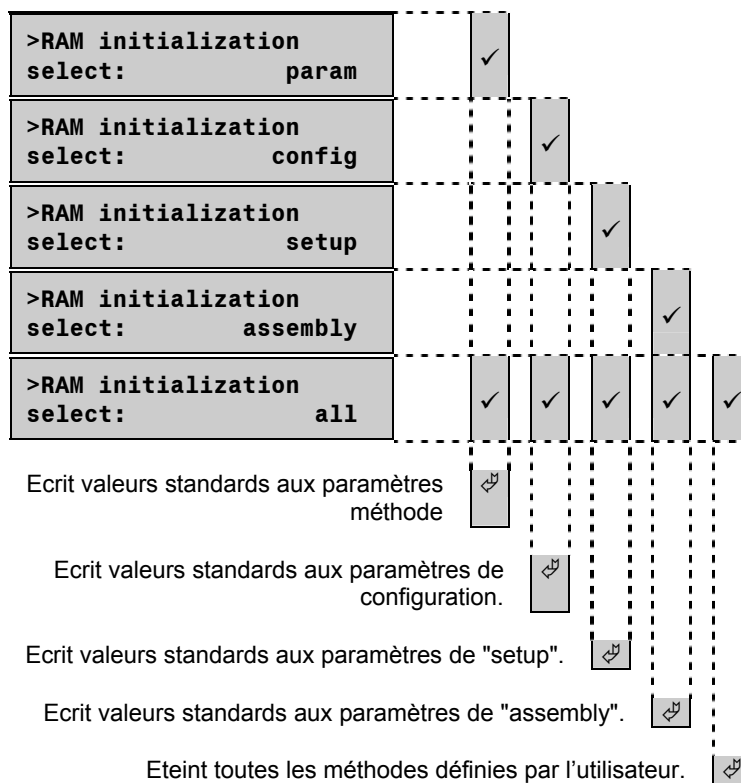 >RAM initialization
select: param
✓
>RAM initialization
select: config
✓
>RAM initialization
select: setup
✓
>RAM initialization
select: assembly
✓
>RAM initialization
select: all
✓ ✓ ✓ ✓ ✓
Ecrit valeurs standards aux paramètres
méthode
Ecrit valeurs standards aux paramètres de
configuration.
Ecrit valeurs standards aux paramètres de "setup".
Ecrit valeurs standards aux paramètres de "assembly".
Eteint toutes les méthodes définies par l’utilisateur.